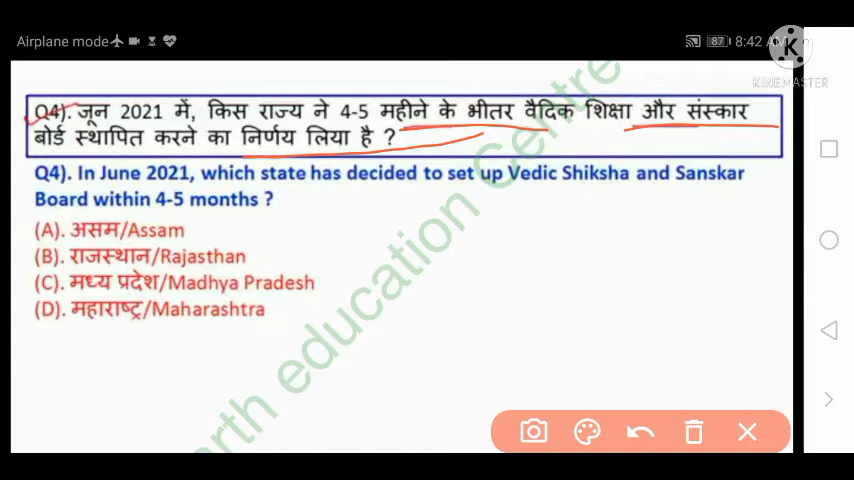 Airplane mode 87 8:42 AM
KINEMASTER
Q4). जून 2021 में, किस राज्य ने 4-5 महीने के भीतर वैदिक शिक्षा और संस्कार
बोर्ड स्थापित करने का निर्णय लिया है ?
Q4). In June 2021, which state has decided to set up Vedic Shiksha and Sanskar
Board within 4-5 months ?
(A). असम/Assam
(B). राजस्थान/Rajasthan
(C). मध्य प्रदेश/Madhya Pradesh
(D). महाराष्ट्र/Maharashtra
education Centre